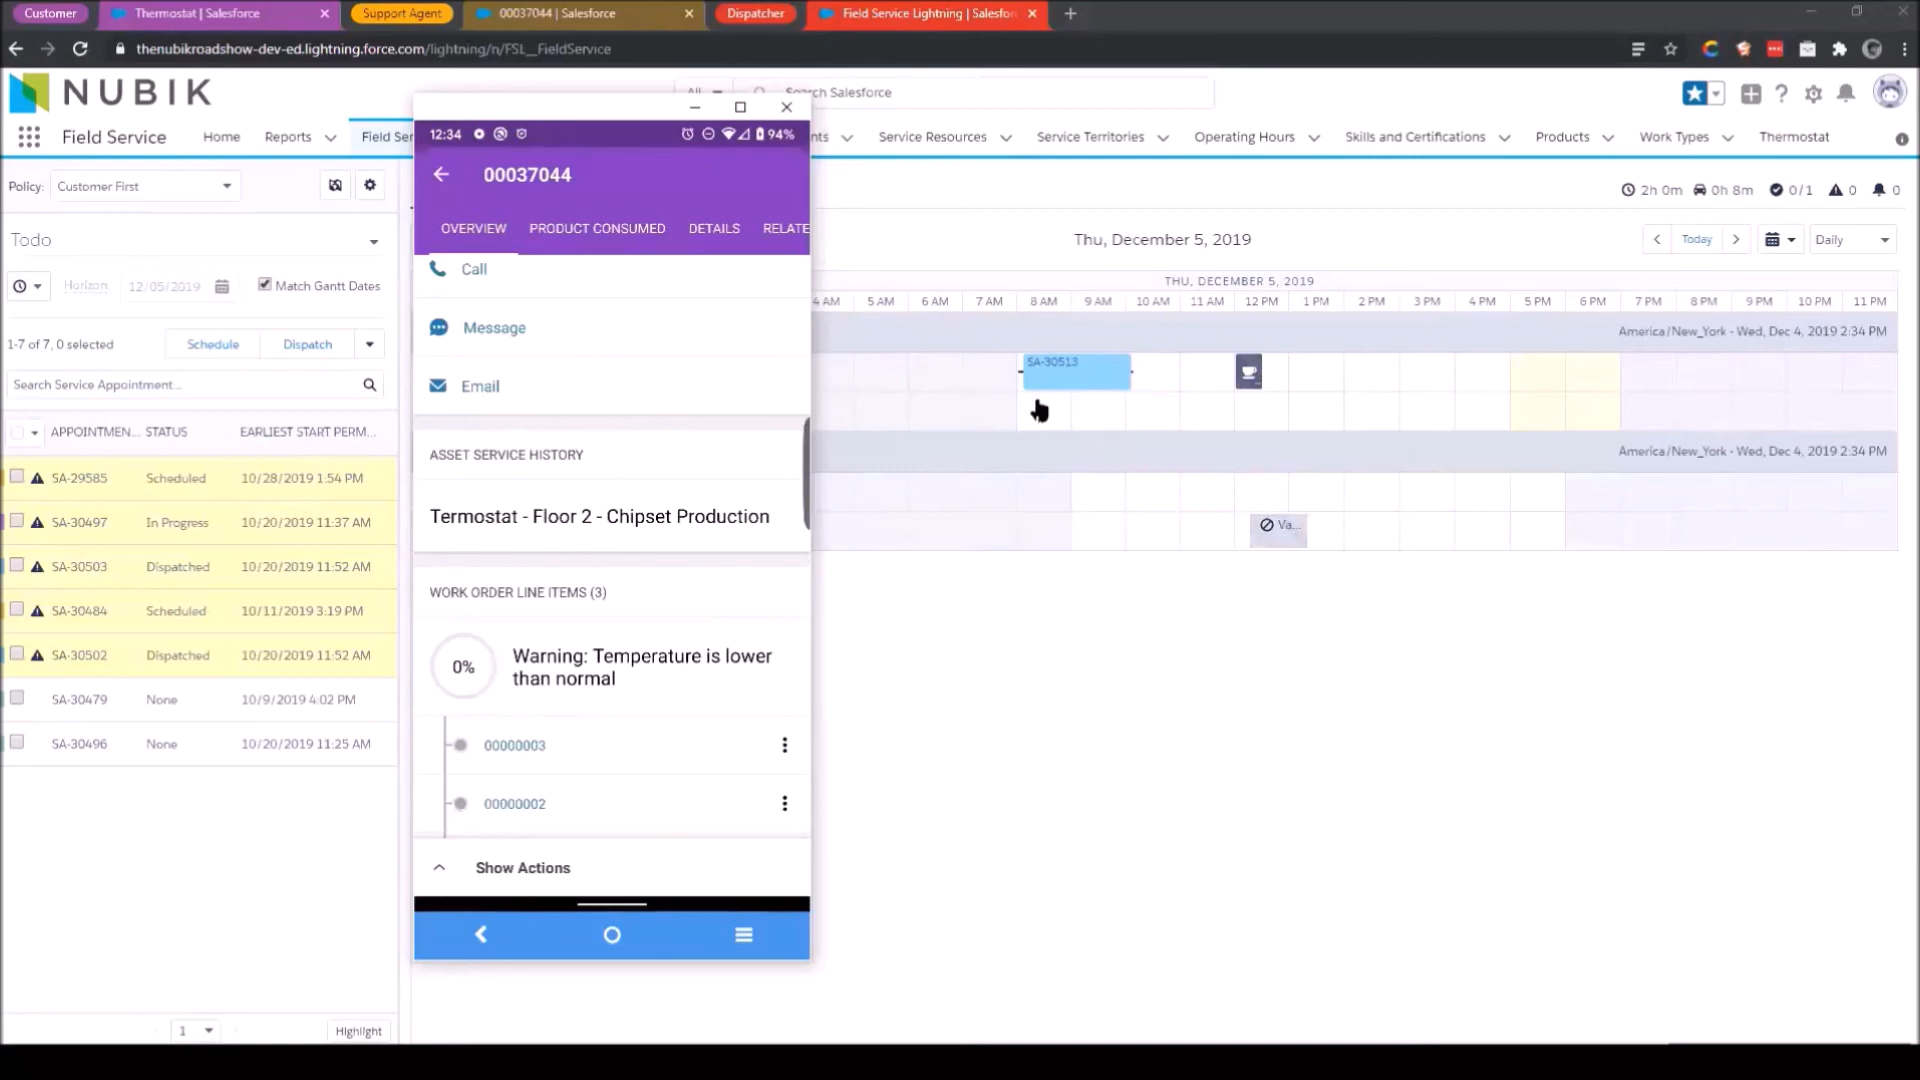 Customer
Thermostat | Salesforce
Support Agent
00037044 | Salesforce
Dispatcher
Field Service Lightning | Salesfor
thenubikroadshow-dev-ed.lightning.force.com/lightning/n/FSL__FieldService
NUBIK
All
Search Salesforce
Field Service
Home
Reports
Field Ser
nts
Service Resources
Service Territories
Operating Hours
Skills and Certifications
Products
Work Types
Thermostat
Policy:
Customer First
2h 0m
0h 8m
0/1
0
0
Todo
Thu, December 5, 2019
Today
Daily
Horizon
12/05/2019
Match Gantt Dates
THU, DECEMBER 5, 2019
4 AM 5 AM 6 AM 7 AM 8 AM 9 AM 10 AM 11 AM 12 PM 1 PM 2 PM 3 PM 4 PM 5 PM 6 PM 7 PM 8 PM 9 PM 10 PM 11 PM
1-7 of 7, 0 selected
Schedule
Dispatch
America/New_York - Wed, Dec 4, 2019 2:34 PM
SA-30513
Search Service Appointment...
APPOINTMEN... STATUS EARLIEST START PERM...
America/New_York - Wed, Dec 4, 2019 2:34 PM
Va...
SA-29585 Scheduled 10/28/2019 1:54 PM
SA-30497 In Progress 10/20/2019 11:37 AM
SA-30503 Dispatched 10/20/2019 11:52 AM
SA-30484 Scheduled 10/11/2019 3:19 PM
SA-30502 Dispatched 10/20/2019 11:52 AM
SA-30479 None 10/9/2019 4:02 PM
SA-30496 None 10/20/2019 11:25 AM
1
Highlight
12:34
94%
00037044
OVERVIEW
PRODUCT CONSUMED
DETAILS
RELATE
Call
Message
Email
ASSET SERVICE HISTORY
Termostat - Floor 2 - Chipset Production
WORK ORDER LINE ITEMS (3)
0%
Warning: Temperature is lower
than normal
00000003
00000002
Show Actions